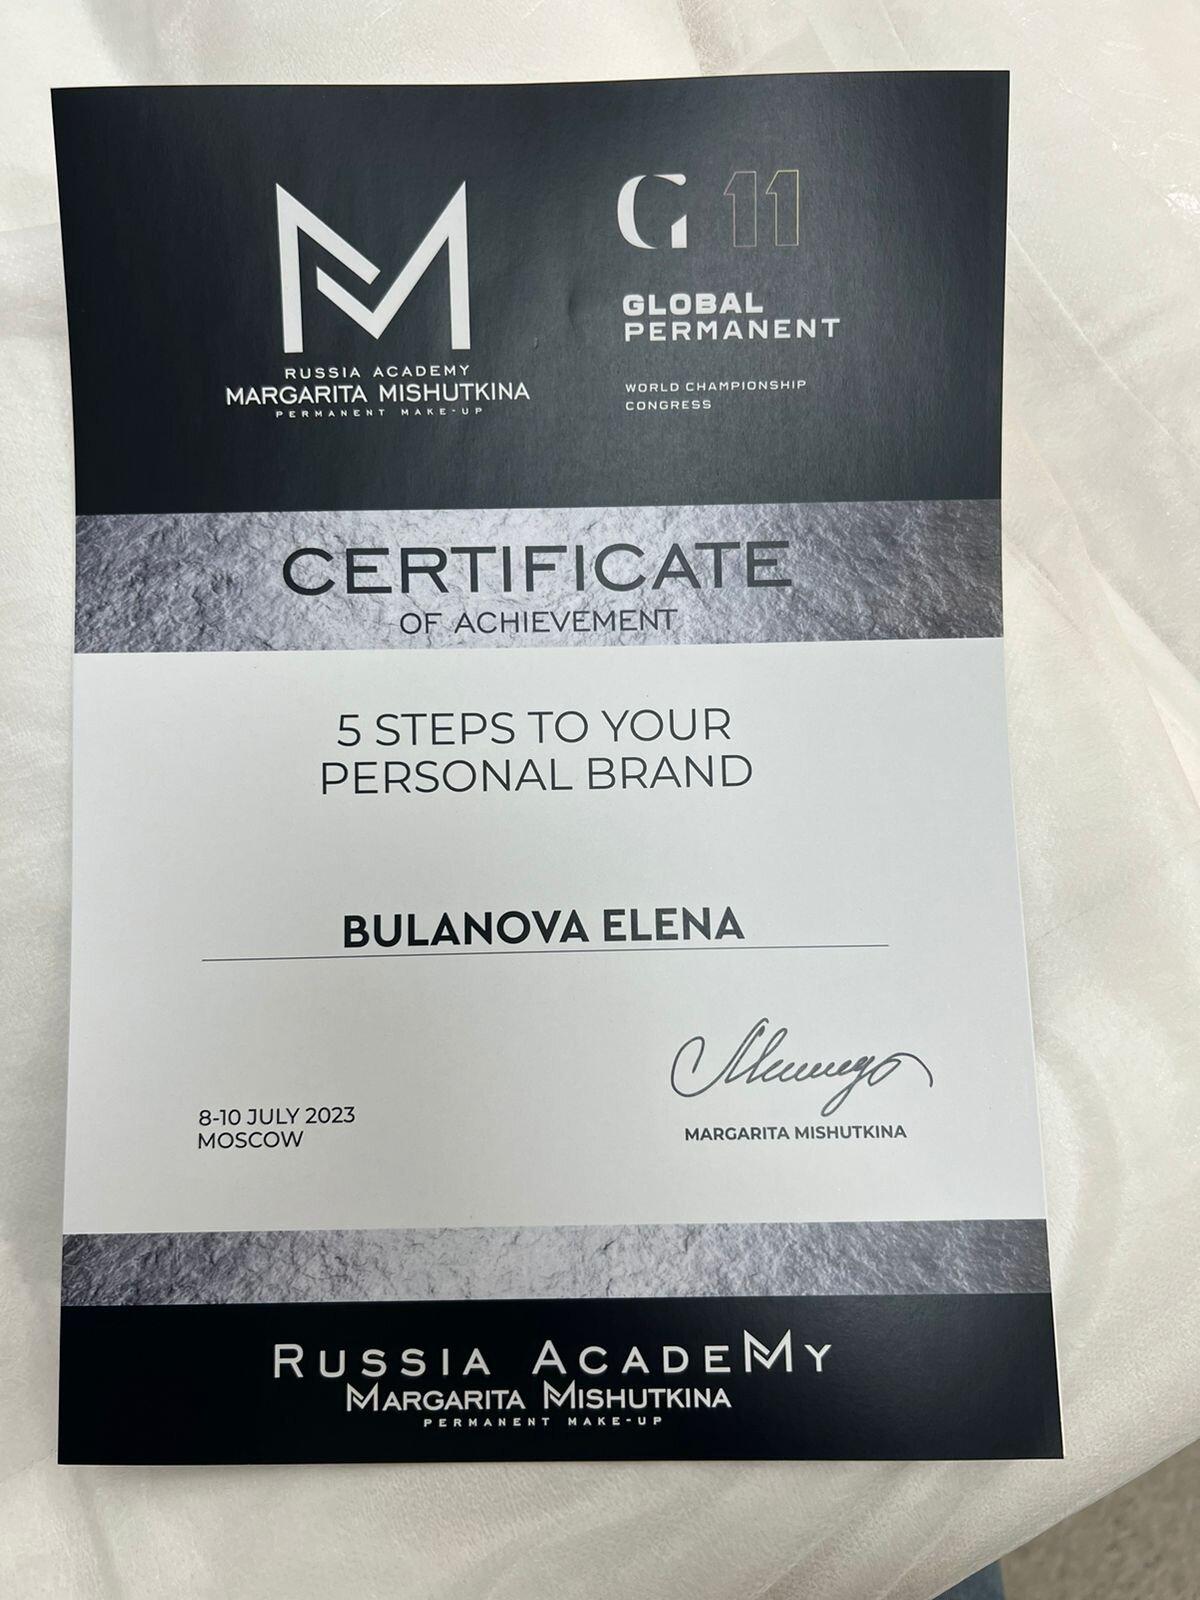 RUSSIA ACADEMY
MARGARITA MISHUTKINA
PERMANENT MAKE-UP
G 11
GLOBAL
PERMANENT
WORLD CHAMPIONSHIP
CONGRESS
CERTIFICATE
OF ACHIEVEMENT
5 STEPS TO YOUR
PERSONAL BRAND
BULANOVA ELENA
8-10 JULY 2023
MOSCOW
MARGARITA MISHUTKINA
RUSSIA ACADEMY
MARGARITA MISHUTKINA
PERMANENT MAKE-UP